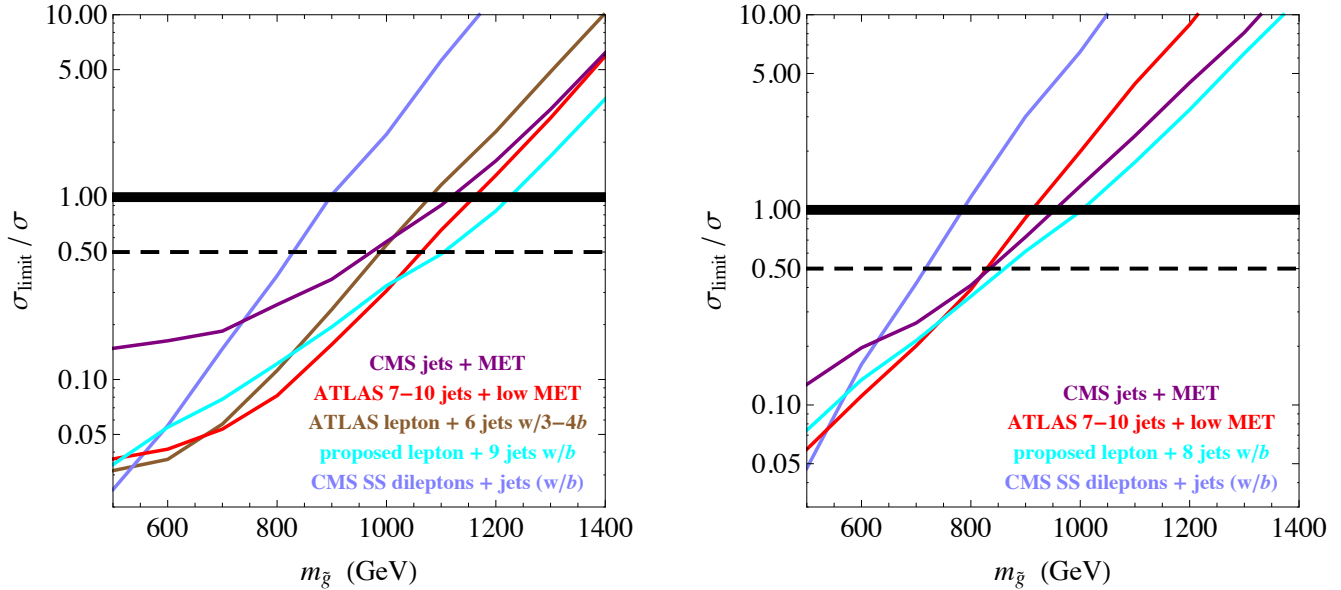 10.00
5.00
1.00
0.50
0.10
0.05
σlimit / σ
CMS jets + MET
ATLAS 7−10 jets + low MET
ATLAS lepton + 6 jets w/3−4b
proposed lepton + 9 jets w/b
CMS SS dileptons + jets (w/b)
600 800 1000 1200 1400
mg̃ (GeV)
10.00
5.00
1.00
0.50
0.10
0.05
σlimit / σ
CMS jets + MET
ATLAS 7−10 jets + low MET
proposed lepton + 8 jets w/b
CMS SS dileptons + jets (w/b)
600 800 1000 1200 1400
mg̃ (GeV)